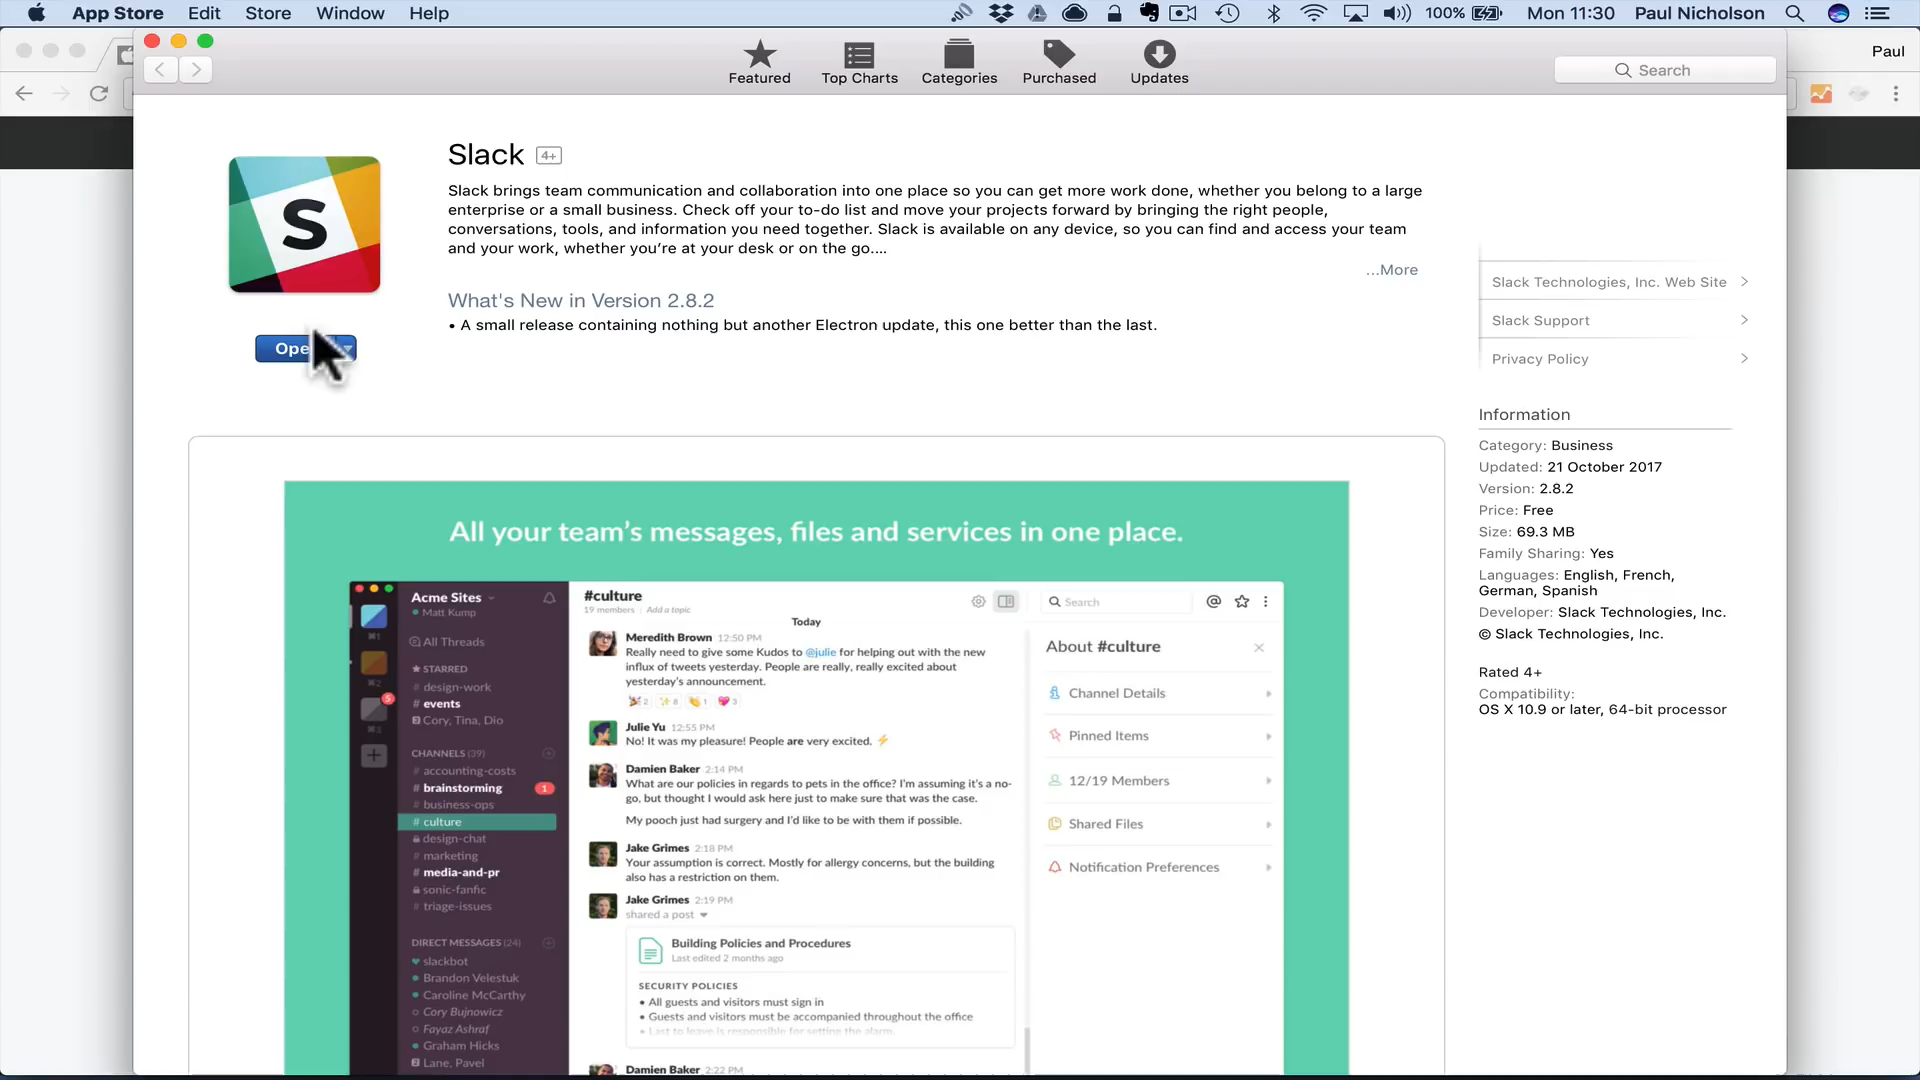 App Store Edit Store Window Help 100% Mon 11:30 Paul Nicholson
Paul
Featured Top Charts Categories Purchased Updates
Search
Slack 4+
Slack brings team communication and collaboration into one place so you can get more work done, whether you belong to a large
enterprise or a small business. Check off your to-do list and move your projects forward by bringing the right people,
conversations, tools, and information you need together. Slack is available on any device, so you can find and access your team
and your work, whether you’re at your desk or on the go....
...More
What's New in Version 2.8.2
• A small release containing nothing but another Electron update, this one better than the last.
S
Ope
Slack Technologies, Inc. Web Site
Slack Support
Privacy Policy
Information
Category: Business
Updated: 21 October 2017
Version: 2.8.2
Price: Free
Size: 69.3 MB
Family Sharing: Yes
Languages: English, French,
German, Spanish
Developer: Slack Technologies, Inc.
© Slack Technologies, Inc.
Rated 4+
Compatibility:
OS X 10.9 or later, 64-bit processor
All your team’s messages, files and services in one place.
Acme Sites
Matt Kump
All Threads
STARRED
# design-work
# events
2 Cory, Tina, Dio
CHANNELS (39)
# accounting-costs
# brainstorming 1
# business-ops
# culture
design-chat
# marketing
# media-and-pr
sonic-fanfic
# triage-issues
DIRECT MESSAGES (24)
slackbot
Brandon Velestuk
Caroline McCarthy
Cory Bujnowicz
Fayaz Ashraf
Graham Hicks
2 Lane, Pavel
⌘1
⌘2
5
⌘3
#culture
19 members | Add a topic
Search
Today
Meredith Brown 12:50 PM
Really need to give some Kudos to @julie for helping out with the new
influx of tweets yesterday. People are really, really excited about
yesterday’s announcement.
2 8 1 3
Julie Yu 12:55 PM
No! It was my pleasure! People are very excited.
Damien Baker 2:14 PM
What are our policies in regards to pets in the office? I’m assuming it’s a no-
go, but thought I would ask here just to make sure that was the case.
My pooch just had surgery and I’d like to be with them if possible.
Jake Grimes 2:18 PM
Your assumption is correct. Mostly for allergy concerns, but the building
also has a restriction on them.
Jake Grimes 2:19 PM
shared a post
Building Policies and Procedures
Last edited 2 months ago
SECURITY POLICIES
• All guests and visitors must sign in
• Guests and visitors must be accompanied throughout the office
• Last to leave is responsible for setting the alarm.
Damien Baker 2:22 PM
About #culture
Channel Details
Pinned Items
12/19 Members
Shared Files
Notification Preferences